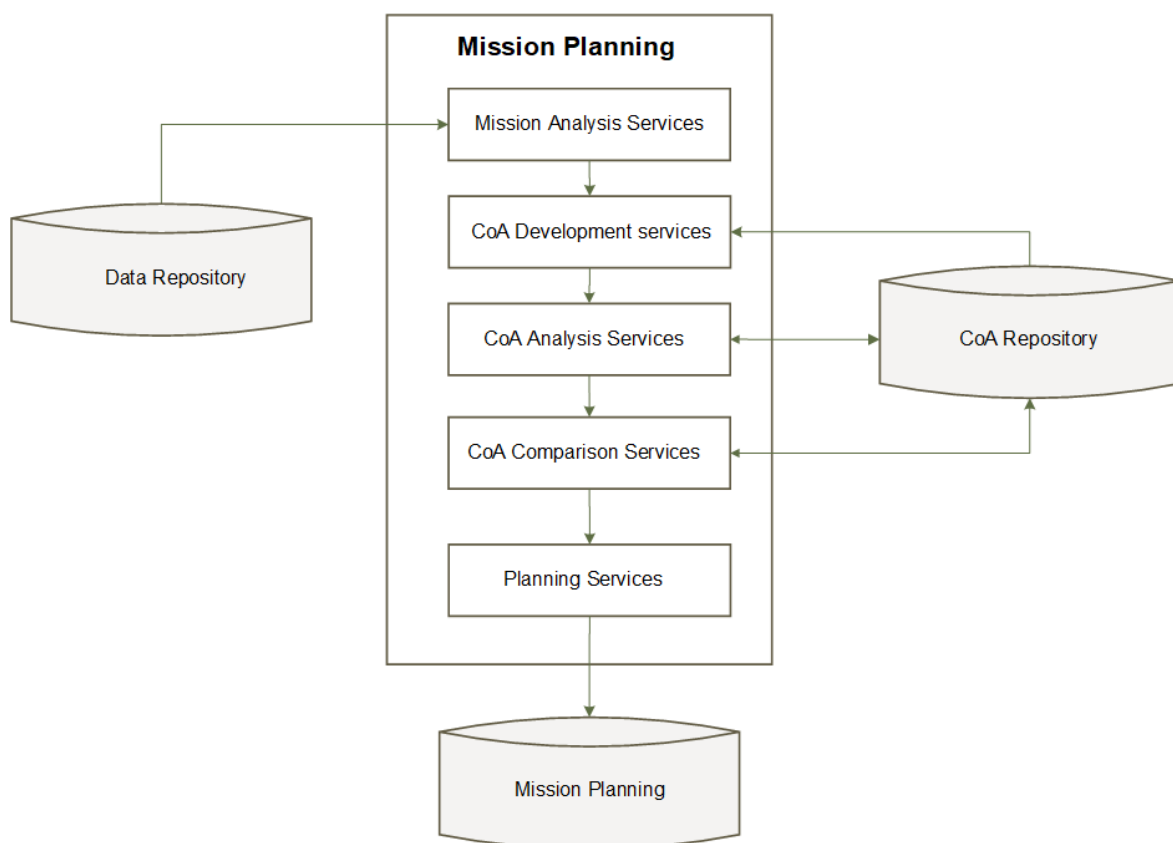 Mission Planning
Mission Analysis Services
CoA Development services
Data Repository
CoA Analysis Services
CoA Repository
CoA Comparison Services
Planning Services
Mission Planning